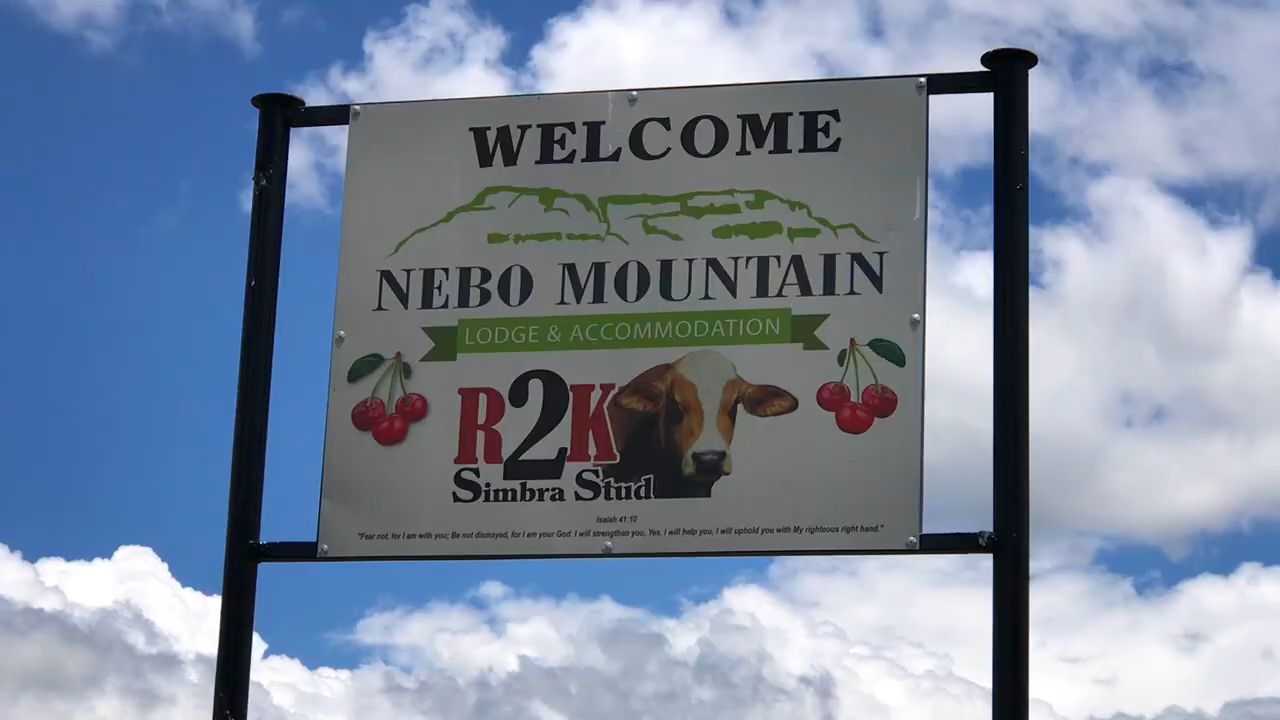 WELCOME
NEBO MOUNTAIN
LODGE & ACCOMMODATION
R2K
Simbra Stud
Isaiah 41:10
"Fear not, for I am with you; Be not dismayed, for I am your God. I will strengthen you, Yes, I will help you, I will uphold you with My righteous right hand."